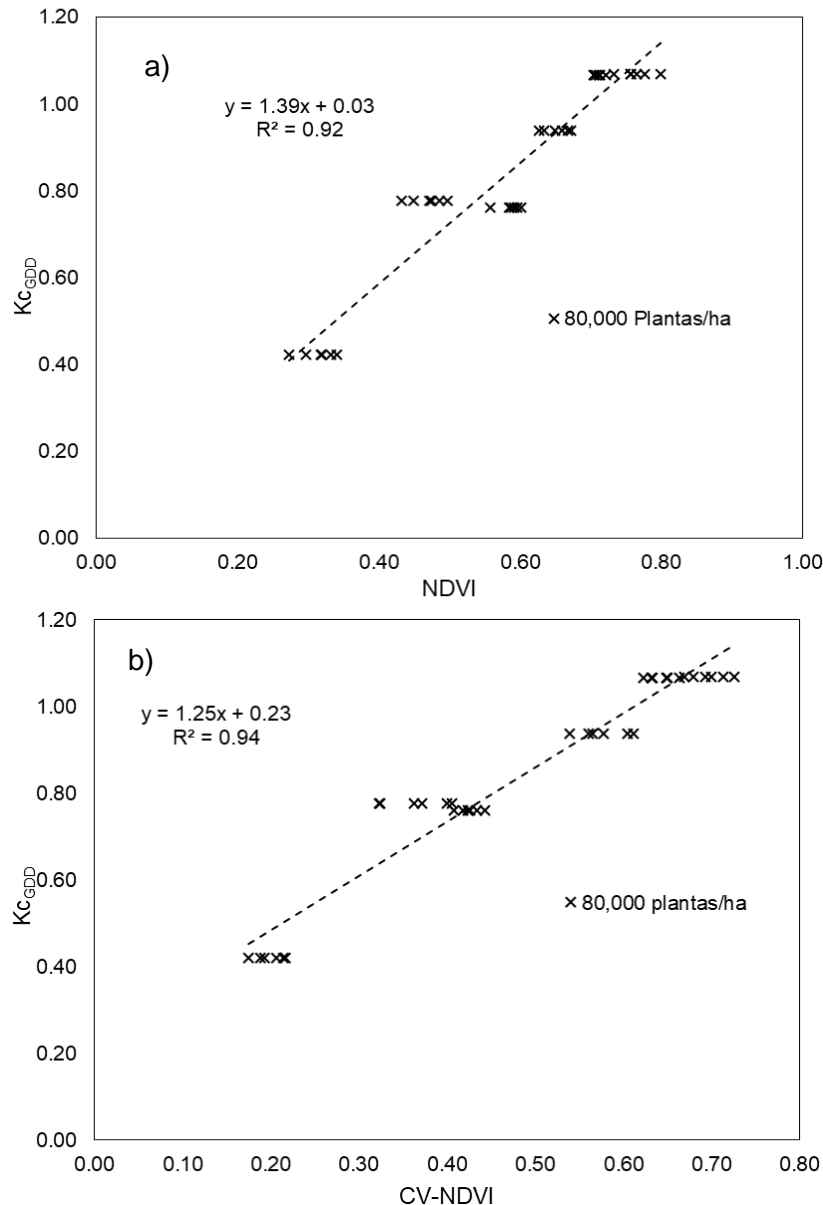 1.20
a)
y = 1.39x + 0.03
R² = 0.92
1.00
0.80
0.60
80,000 Plantas/ha
0.40
0.20
0.00
KcGDD
0.00 0.20 0.40 0.60 0.80 1.00
NDVI
1.20
b)
y = 1.25x + 0.23
R² = 0.94
1.00
0.80
0.60
80,000 plantas/ha
0.40
0.20
0.00
KcGDD
0.00 0.10 0.20 0.30 0.40 0.50 0.60 0.70 0.80
CV-NDVI